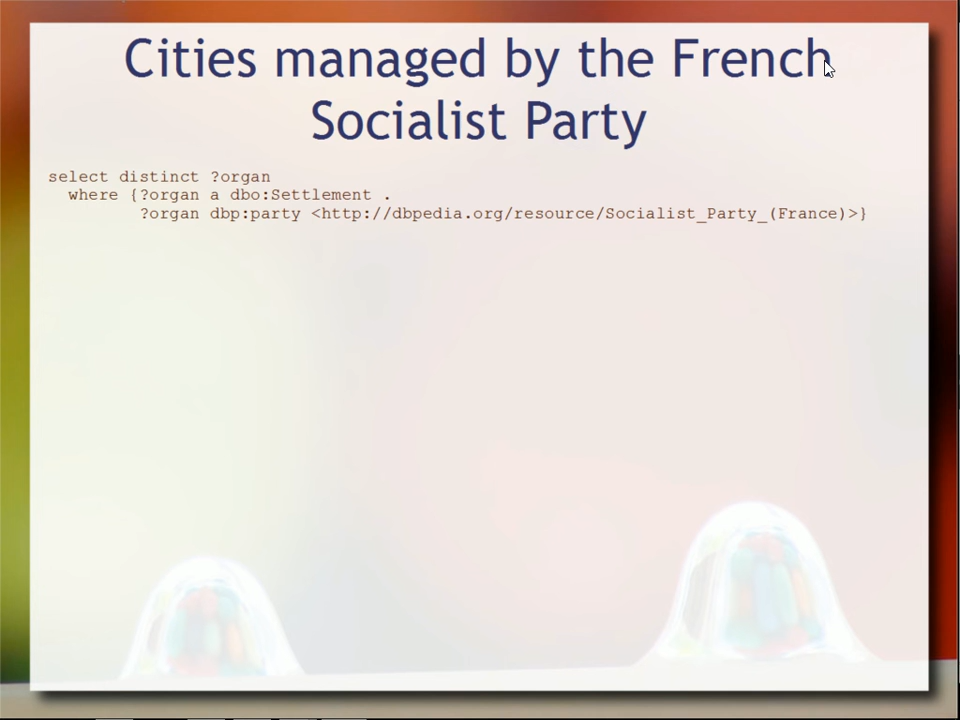 Cities managed by the French
Socialist Party
select distinct ?organ
where {?organ a dbo:Settlement .
?organ dbp:party <http://dbpedia.org/resource/Socialist_Party_(France)>}